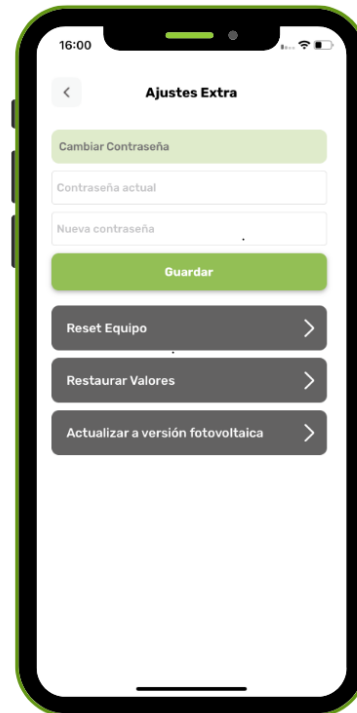 16:00
Ajustes Extra
Cambiar Contraseña
Contraseña actual
Nueva contraseña
Guardar
Reset Equipo
Restaurar Valores
Actualizar a versión fotovoltaica